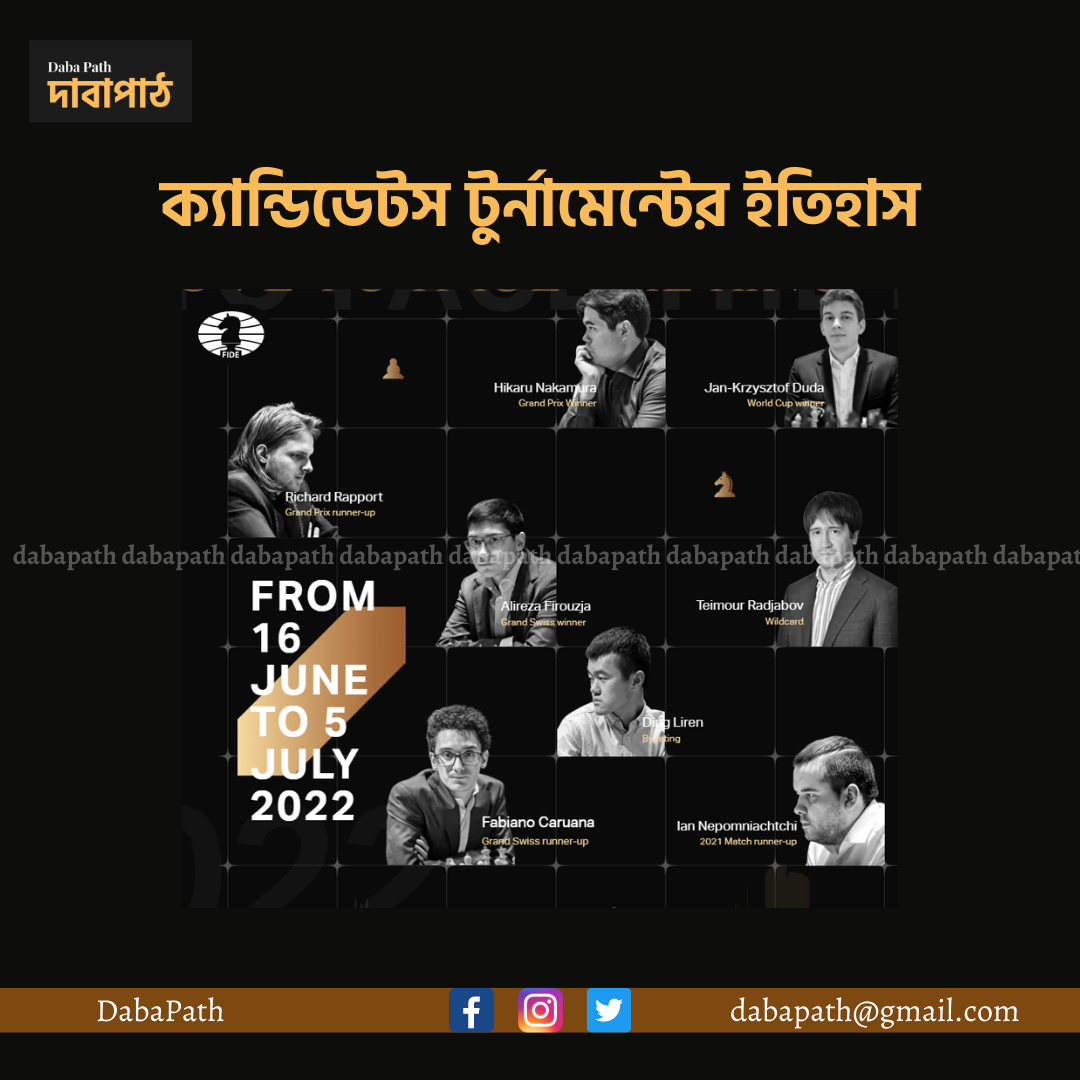 Daba Path
দাবাপাঠ
ক্যান্ডিডেটস টুর্নামেন্টের ইতিহাস
FIDE
Hikaru Nakamura
Grand Prix Winner
Jan-Krzysztof Duda
World Cup winner
Richard Rapport
Grand Prix runner-up
dabapath dabapath dabapath dabapath dabapath dabapath dabapath dabapath dabapath dabapath
Alireza Firouzja
Grand Swiss winner
Teimour Radjabov
Wildcard
FROM
16
JUNE
TO 5
JULY
2022
Ding Liren
By rating
Fabiano Caruana
Grand Swiss runner-up
Ian Nepomniachtchi
2021 Match runner-up
DabaPath
dabapath@gmail.com